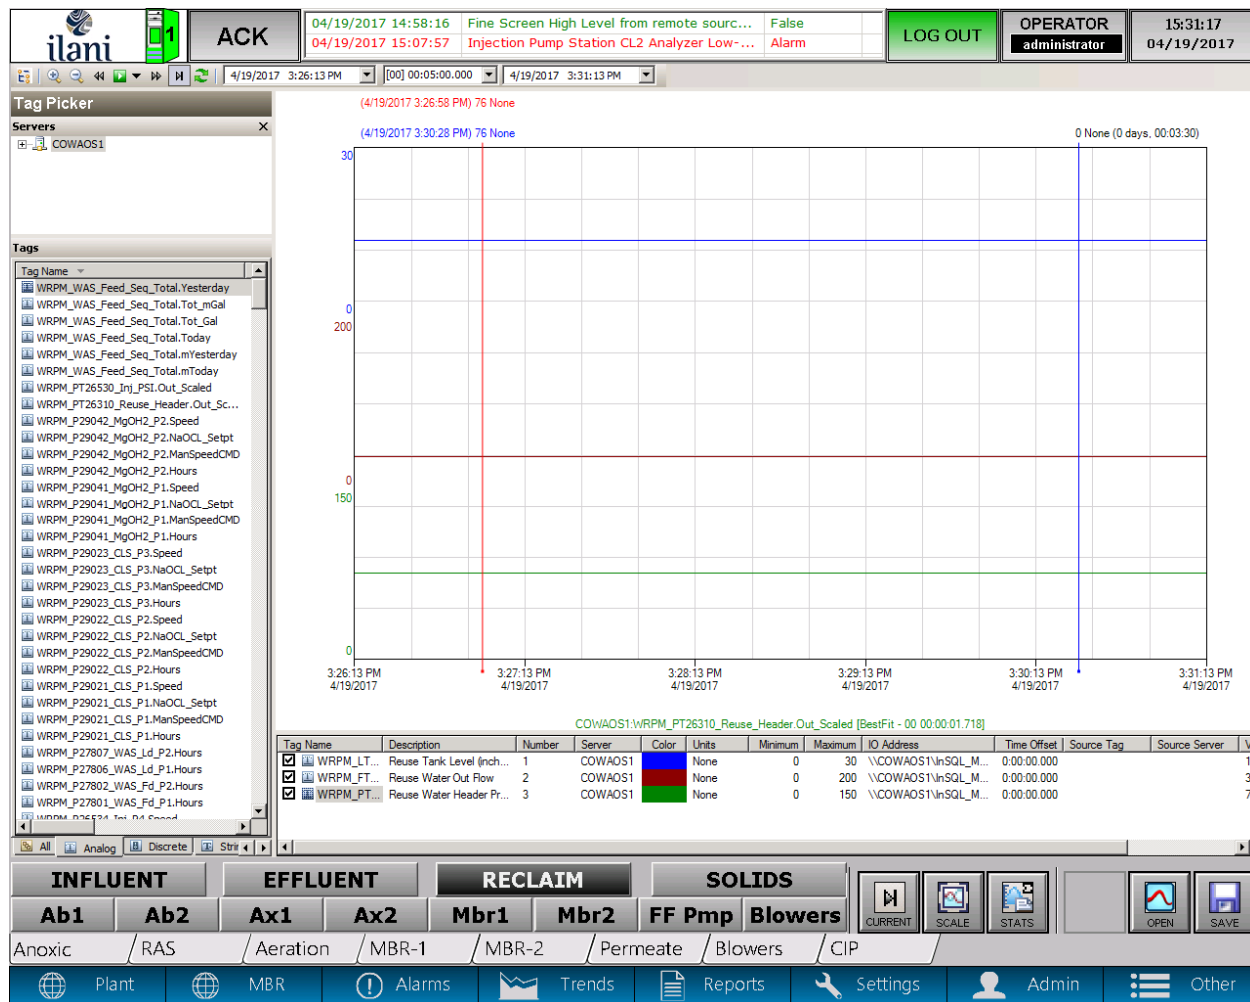 ilani
1
ACK
04/19/2017 14:58:16 Fine Screen High Level from remote sourc... False
04/19/2017 15:07:57 Injection Pump Station CL2 Analyzer Low-... Alarm
LOG OUT
OPERATOR
administrator
15:31:17
04/19/2017
4/19/2017 3:26:13 PM [00] 00:05:00.000 4/19/2017 3:31:13 PM
Tag Picker
Servers X
COWAOS1
Tags
Tag Name
WRPM_WAS_Feed_Seq_Total.Yesterday
WRPM_WAS_Feed_Seq_Total.Tot_mGal
WRPM_WAS_Feed_Seq_Total.Tot_Gal
WRPM_WAS_Feed_Seq_Total.Today
WRPM_WAS_Feed_Seq_Total.mYesterday
WRPM_WAS_Feed_Seq_Total.mToday
WRPM_PT26530_Inj_PSI.Out_Scaled
WRPM_PT26310_Reuse_Header.Out_Sc...
WRPM_P29042_MgOH2_P2.Speed
WRPM_P29042_MgOH2_P2.NaOCL_Setpt
WRPM_P29042_MgOH2_P2.ManSpeedCMD
WRPM_P29042_MgOH2_P2.Hours
WRPM_P29041_MgOH2_P1.Speed
WRPM_P29041_MgOH2_P1.NaOCL_Setpt
WRPM_P29041_MgOH2_P1.ManSpeedCMD
WRPM_P29041_MgOH2_P1.Hours
WRPM_P29023_CLS_P3.Speed
WRPM_P29023_CLS_P3.NaOCL_Setpt
WRPM_P29023_CLS_P3.ManSpeedCMD
WRPM_P29023_CLS_P3.Hours
WRPM_P29022_CLS_P2.Speed
WRPM_P29022_CLS_P2.NaOCL_Setpt
WRPM_P29022_CLS_P2.ManSpeedCMD
WRPM_P29022_CLS_P2.Hours
WRPM_P29021_CLS_P1.Speed
WRPM_P29021_CLS_P1.NaOCL_Setpt
WRPM_P29021_CLS_P1.ManSpeedCMD
WRPM_P29021_CLS_P1.Hours
WRPM_P27807_WAS_Ld_P2.Hours
WRPM_P27806_WAS_Ld_P1.Hours
WRPM_P27802_WAS_Fd_P2.Hours
WRPM_P27801_WAS_Fd_P1.Hours
WRPM_P26534_Inj_P4.Speed
All Analog Discrete Strin
(4/19/2017 3:26:58 PM) 76 None
(4/19/2017 3:30:28 PM) 76 None 0 None (0 days, 00:03:30)
30
0
200
0
150
0
3:26:13 PM 3:27:13 PM 3:28:13 PM 3:29:13 PM 3:30:13 PM 3:31:13 PM
4/19/2017 4/19/2017 4/19/2017 4/19/2017 4/19/2017 4/19/2017
COWAOS1:WRPM_PT26310_Reuse_Header.Out_Scaled [BestFit - 00 00:00:01.718]
Tag Name Description Number Server Color Units Minimum Maximum IO Address Time Offset Source Tag Source Server V
WRPM_LT... Reuse Tank Level (inch... 1 COWAOS1 None 0 30 \\COWAOS1\InSQL_M... 0:00:00.000 1
WRPM_FT... Reuse Water Out Flow 2 COWAOS1 None 0 200 \\COWAOS1\InSQL_M... 0:00:00.000 3
WRPM_PT... Reuse Water Header Pr... 3 COWAOS1 None 0 150 \\COWAOS1\InSQL_M... 0:00:00.000 7
INFLUENT EFFLUENT RECLAIM SOLIDS
Ab1 Ab2 Ax1 Ax2 Mbr1 Mbr2 FF Pmp Blowers
CURRENT SCALE STATS OPEN SAVE
Anoxic RAS Aeration MBR-1 MBR-2 Permeate Blowers CIP
Plant MBR Alarms Trends Reports Settings Admin Other